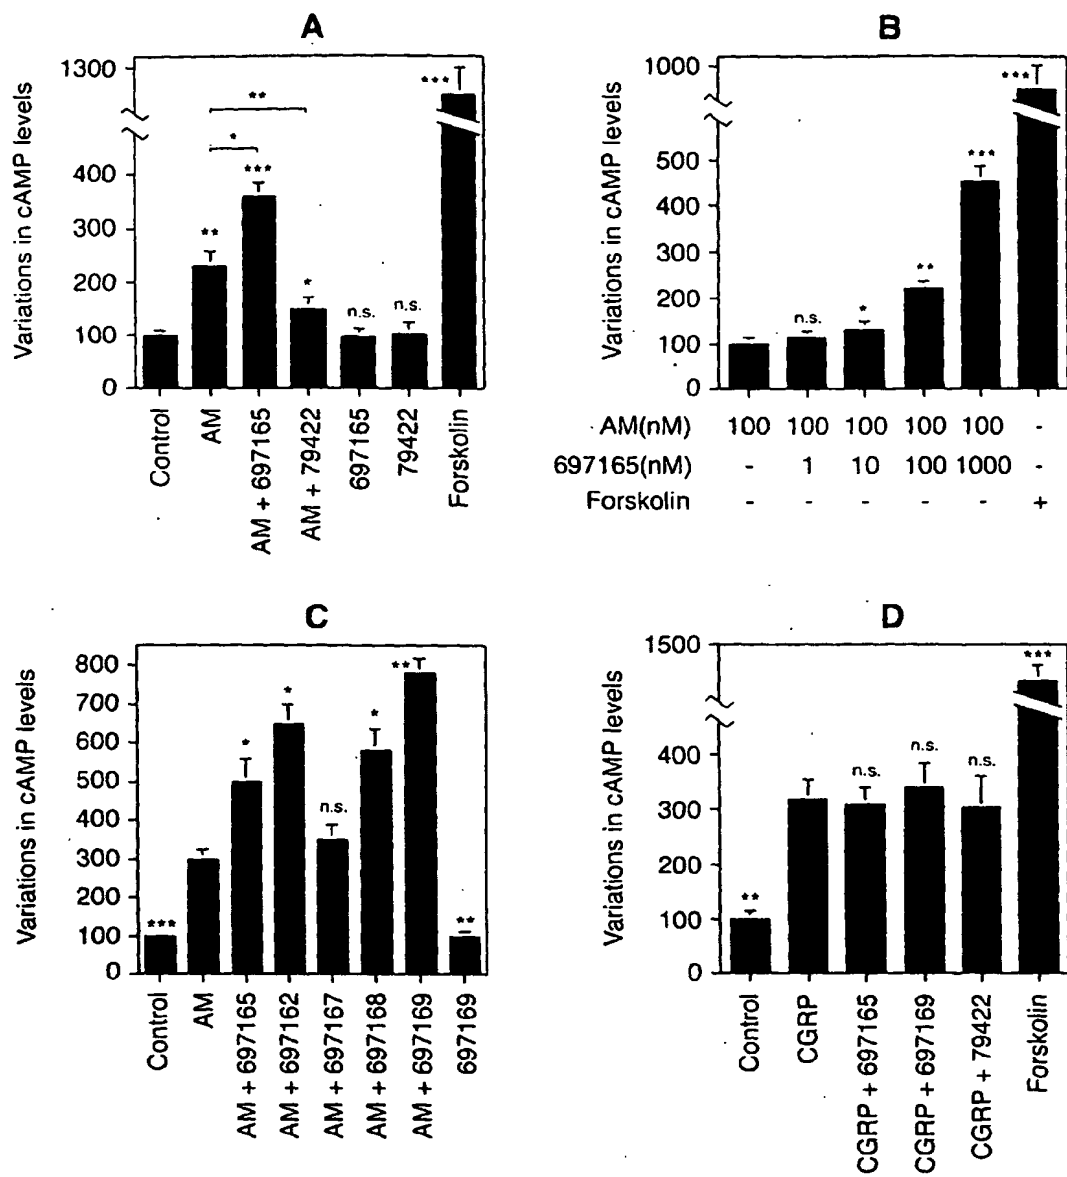 A
Variations in cAMP levels
1300
400
300
200
100
0
**
***
*
**
*
n.s.
n.s.
***
Control
AM
AM + 697165
AM + 79422
697165
79422
Forskolin
B
Variations in cAMP levels
1000
500
400
300
200
100
0
n.s.
*
**
***
***
AM(nM) 100 100 100 100 100 -
697165(nM) - 1 10 100 1000 -
Forskolin - - - - - +
C
Variations in cAMP levels
800
700
600
500
400
300
200
100
0
***
*
*
n.s.
*
**
**
Control
AM
AM + 697165
AM + 697162
AM + 697167
AM + 697168
AM + 697169
697169
D
Variations in cAMP levels
1500
400
300
200
100
0
**
n.s.
n.s.
n.s.
***
Control
CGRP
CGRP + 697165
CGRP + 697169
CGRP + 79422
Forskolin